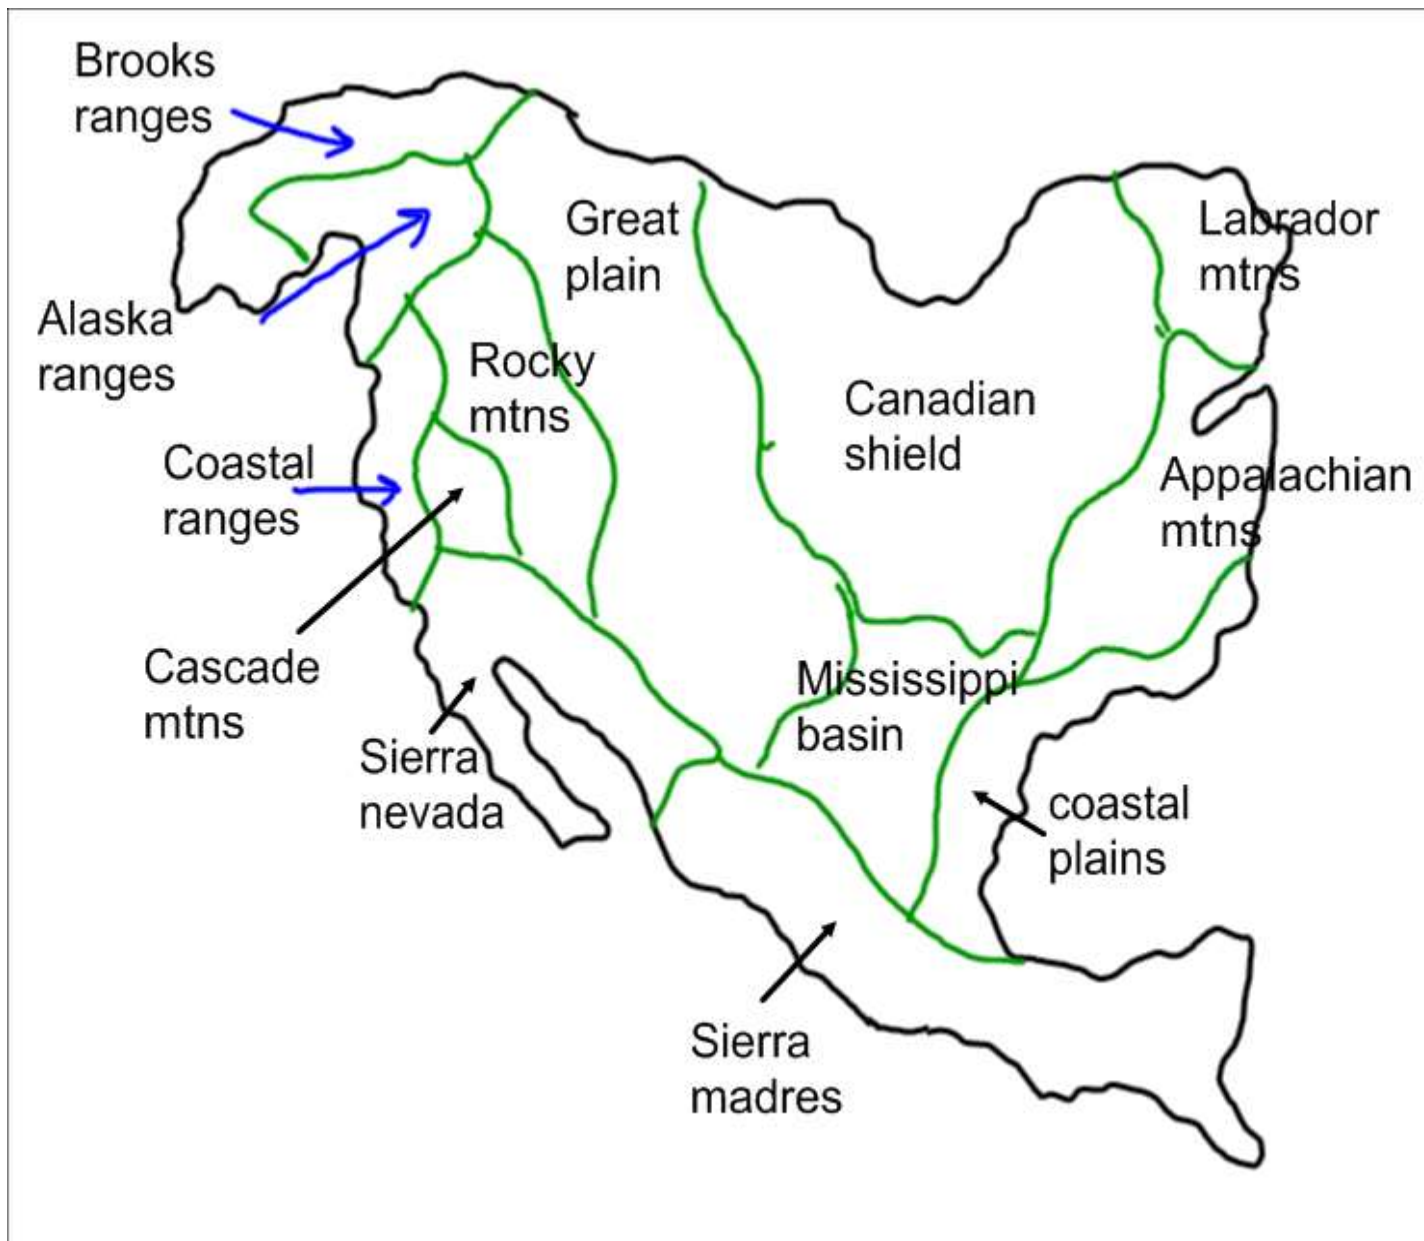 Brooks
ranges
Great
plain
Labrador
mtns
Alaska
ranges
Rocky
mtns
Canadian
shield
Coastal
ranges
Appalachian
mtns
Cascade
mtns
Mississippi
basin
Sierra
nevada
coastal
plains
Sierra
madres